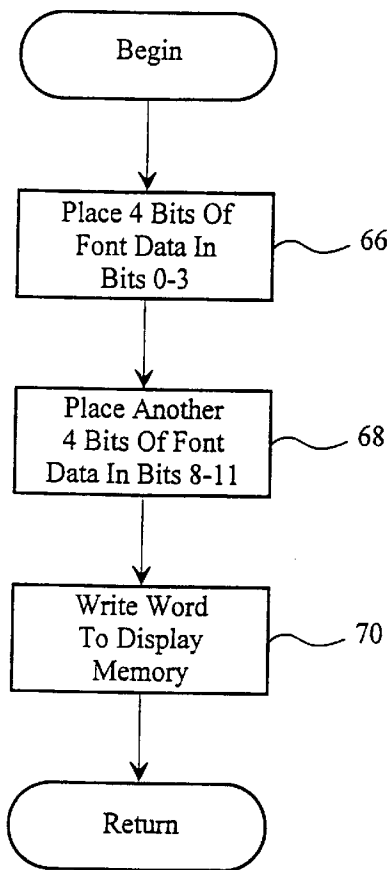 Begin
Place 4 Bits Of
Font Data In
Bits 0-3
66
Place Another
4 Bits Of Font
Data In Bits 8-11
68
Write Word
To Display
Memory
70
Return